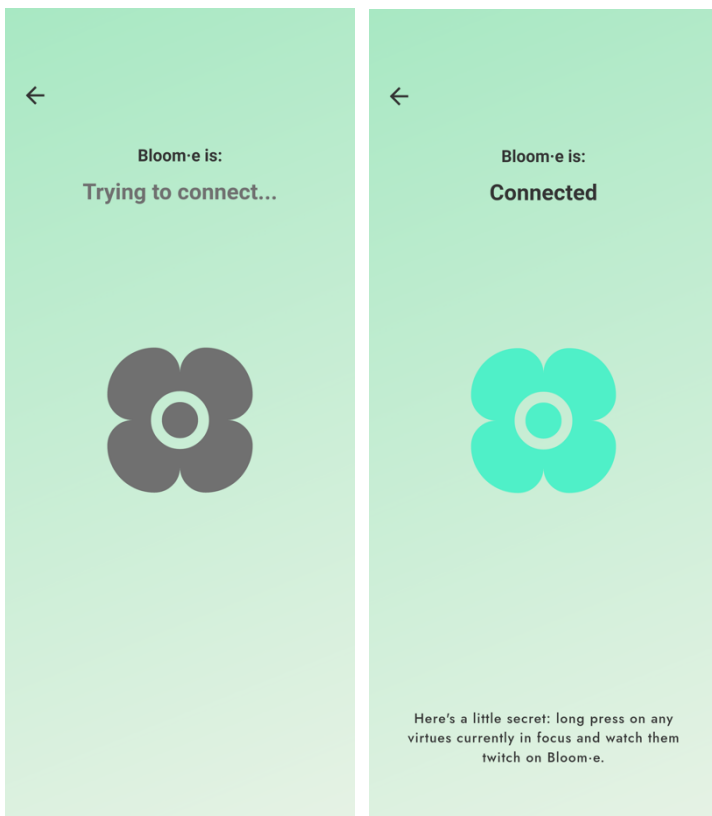 Bloom·e is:
Trying to connect...
Bloom·e is:
Connected
Here's a little secret: long press on any
virtues currently in focus and watch them
twitch on Bloom·e.